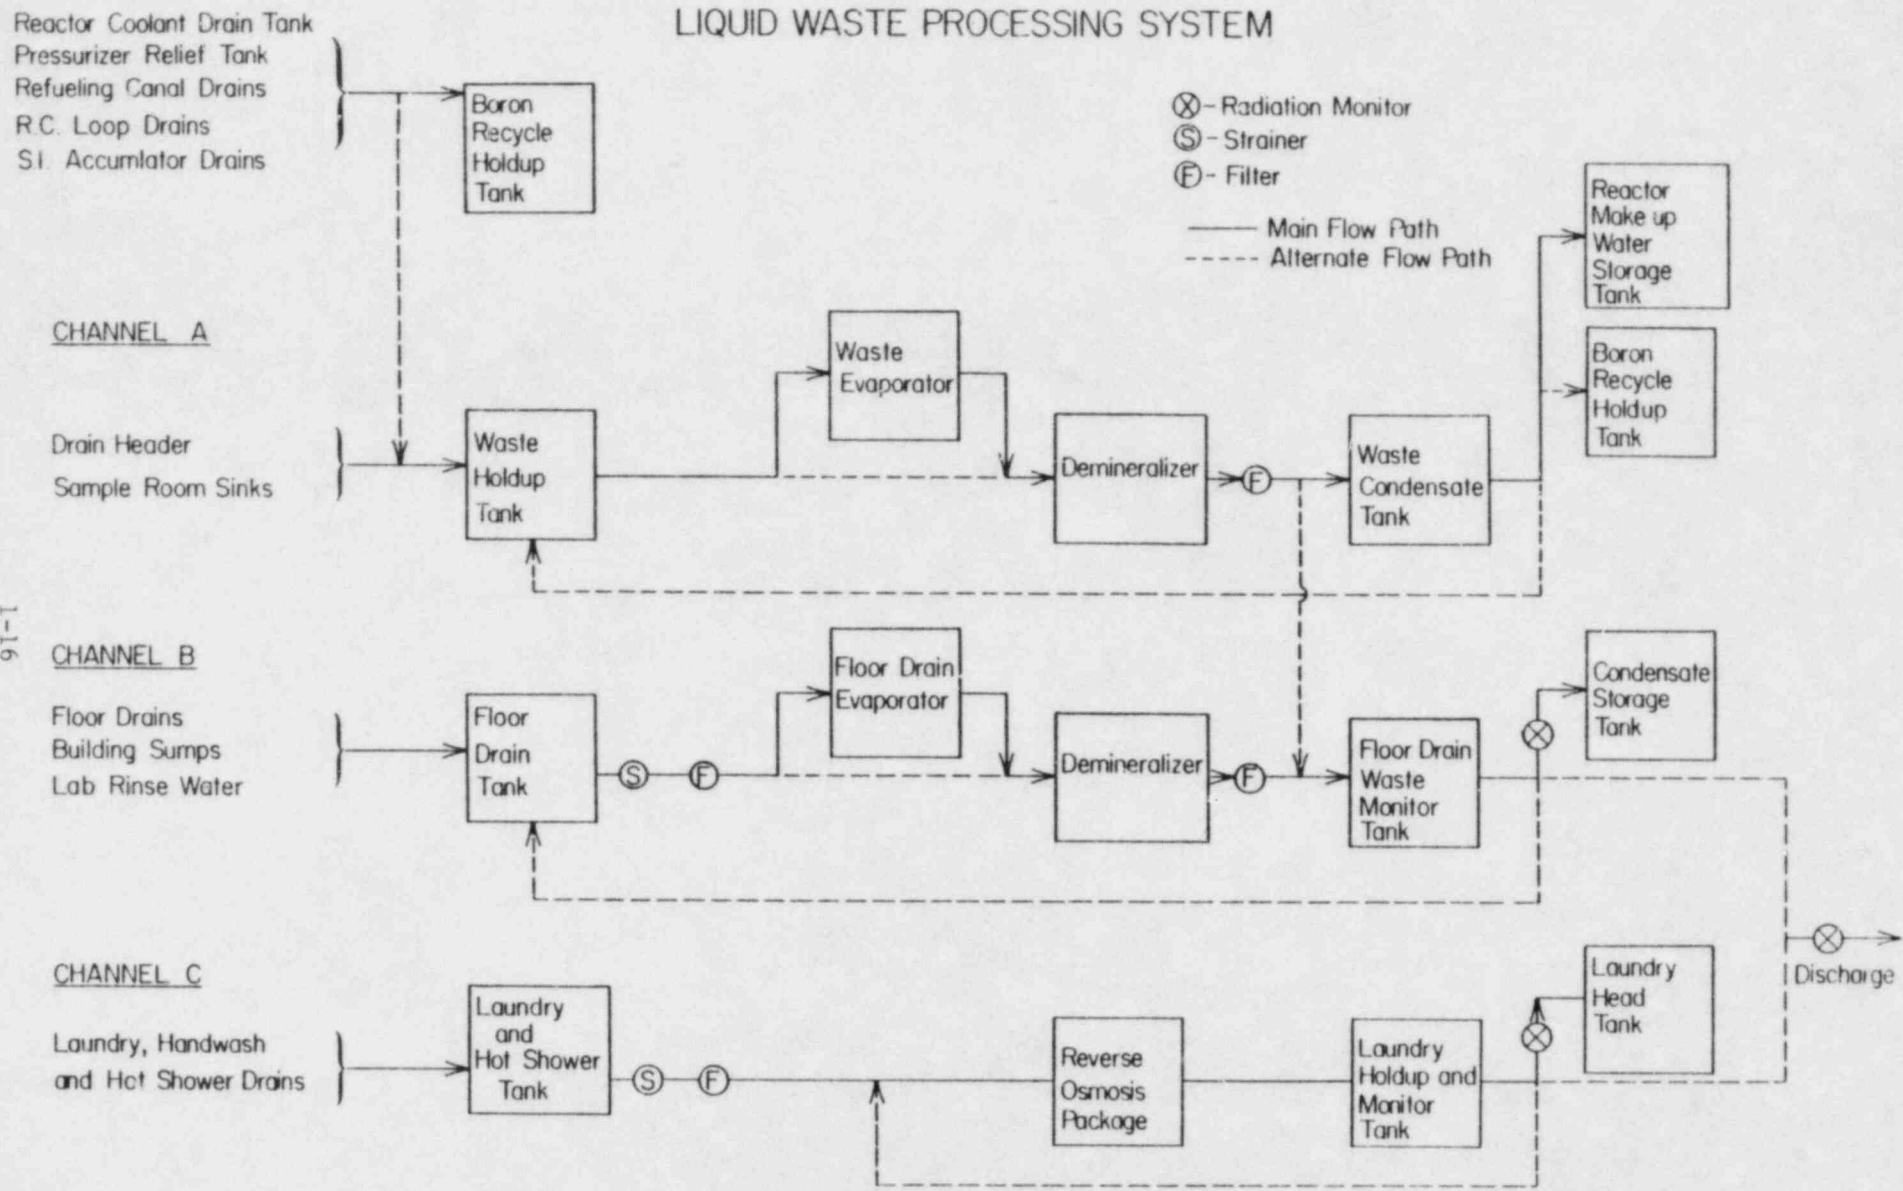 LIQUID WASTE PROCESSING SYSTEM
Reactor Coolant Drain Tank
Pressurizer Relief Tank
Refueling Canal Drains
R.C. Loop Drains
S.I. Accumlator Drains
Boron
Recycle
Holdup
Tank
Ⓧ - Radiation Monitor
Ⓢ - Strainer
Ⓕ - Filter
Main Flow Path
Alternate Flow Path
Reactor
Make up
Water
Storage
Tank
Boron
Recycle
Holdup
Tank
CHANNEL A
Drain Header
Sample Room Sinks
Waste
Holdup
Tank
Waste
Evaporator
Demineralizer
F
Waste
Condensate
Tank
1-16
CHANNEL B
Floor Drains
Building Sumps
Lab Rinse Water
Floor
Drain
Tank
S
F
Floor Drain
Evaporator
Demineralizer
F
Floor Drain
Waste
Monitor
Tank
Condensate
Storage
Tank
CHANNEL C
Laundry, Handwash
and Hot Shower Drains
Laundry
and
Hot Shower
Tank
S
F
Reverse
Osmosis
Package
Laundry
Holdup and
Monitor
Tank
Laundry
Head
Tank
Discharge